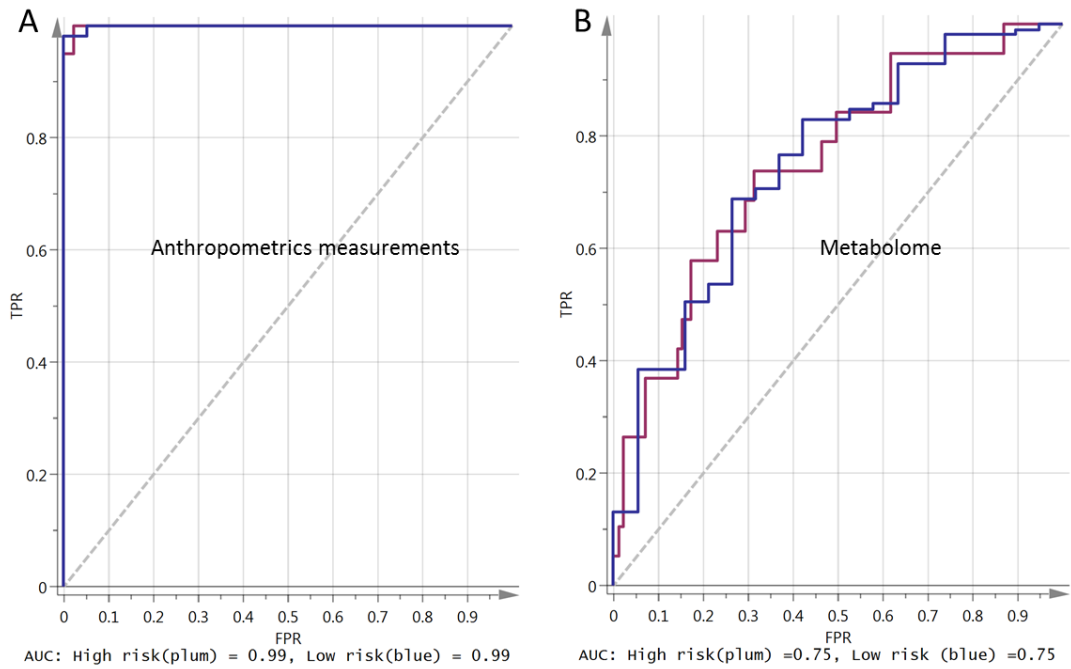 A
TPR
0.8
0.6
0.4
0.2
0
Anthropometrics measurements
0 0.1 0.2 0.3 0.4 0.5 0.6 0.7 0.8 0.9
FPR
AUC: High risk(plum) = 0.99, Low risk(blue) = 0.99
B
TPR
0.8
0.6
0.4
0.2
0
Metabolome
0 0.1 0.2 0.3 0.4 0.5 0.6 0.7 0.8 0.9
FPR
AUC: High risk(plum) =0.75, Low risk (blue) =0.75